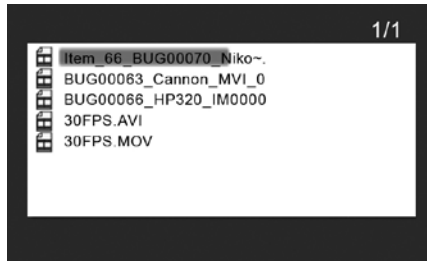 1/1
Item_66_BUG00070_Niko~.
BUG00063_Cannon_MVI_0
BUG00066_HP320_IM0000
30FPS.AVI
30FPS.MOV